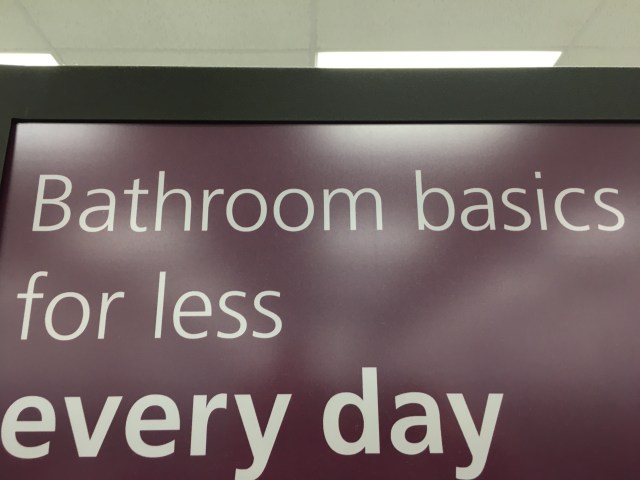 Bathroom basics
for less
every day